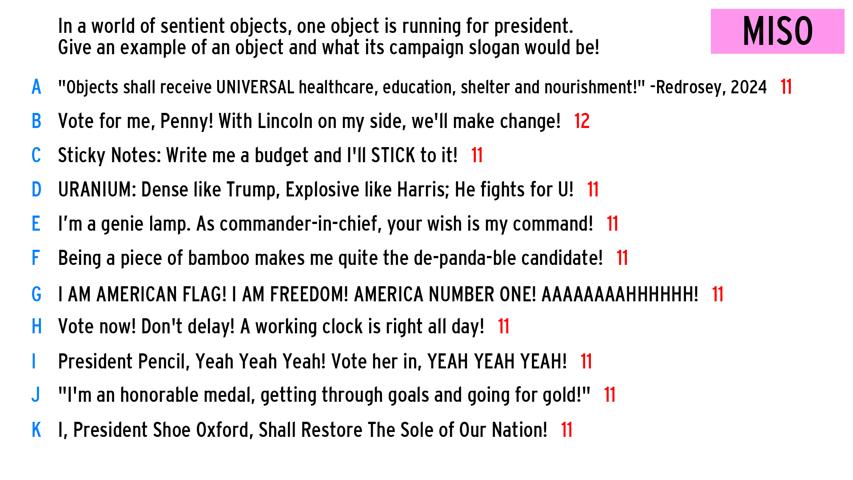 In a world of sentient objects, one object is running for president.
Give an example of an object and what its campaign slogan would be!
MISO
A "Objects shall receive UNIVERSAL healthcare, education, shelter and nourishment!" -Redrosey, 2024 11
B Vote for me, Penny! With Lincoln on my side, we'll make change! 12
C Sticky Notes: Write me a budget and I'll STICK to it! 11
D URANIUM: Dense like Trump, Explosive like Harris; He fights for U! 11
E I’m a genie lamp. As commander-in-chief, your wish is my command! 11
F Being a piece of bamboo makes me quite the de-panda-ble candidate! 11
G I AM AMERICAN FLAG! I AM FREEDOM! AMERICA NUMBER ONE! AAAAAAAAHHHHHH! 11
H Vote now! Don't delay! A working clock is right all day! 11
I President Pencil, Yeah Yeah Yeah! Vote her in, YEAH YEAH YEAH! 11
J "I'm an honorable medal, getting through goals and going for gold!" 11
K I, President Shoe Oxford, Shall Restore The Sole of Our Nation! 11